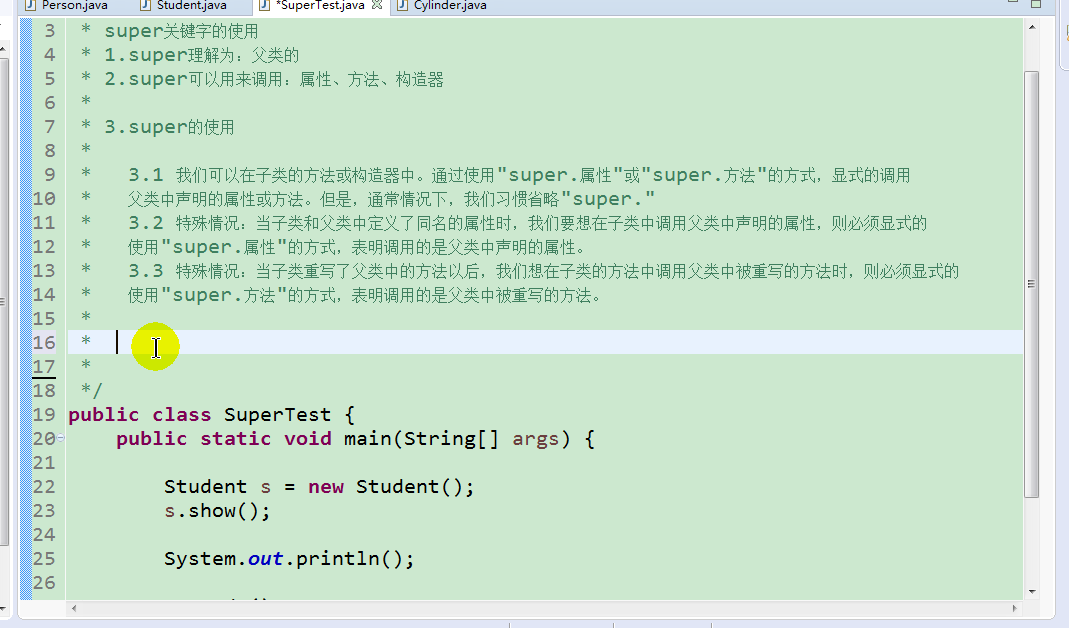 Person.java Student.java *SuperTest.java Cylinder.java
3 * super关键字的使用
4 * 1.super理解为：父类的
5 * 2.super可以用来调用：属性、方法、构造器
6 *
7 * 3.super的使用
8 *
9 * 3.1 我们可以在子类的方法或构造器中。通过使用"super.属性"或"super.方法"的方式，显式的调用
10 * 父类中声明的属性或方法。但是，通常情况下，我们习惯省略"super."
11 * 3.2 特殊情况：当子类和父类中定义了同名的属性时，我们要想在子类中调用父类中声明的属性，则必须显式的
12 * 使用"super.属性"的方式，表明调用的是父类中声明的属性。
13 * 3.3 特殊情况：当子类重写了父类中的方法以后，我们想在子类的方法中调用父类中被重写的方法时，则必须显式的
14 * 使用"super.方法"的方式，表明调用的是父类中被重写的方法。
15 *
16 *
17 *
18 */
19 public class SuperTest {
20 public static void main(String[] args) {
21
22 Student s = new Student();
23 s.show();
24
25 System.out.println();
26